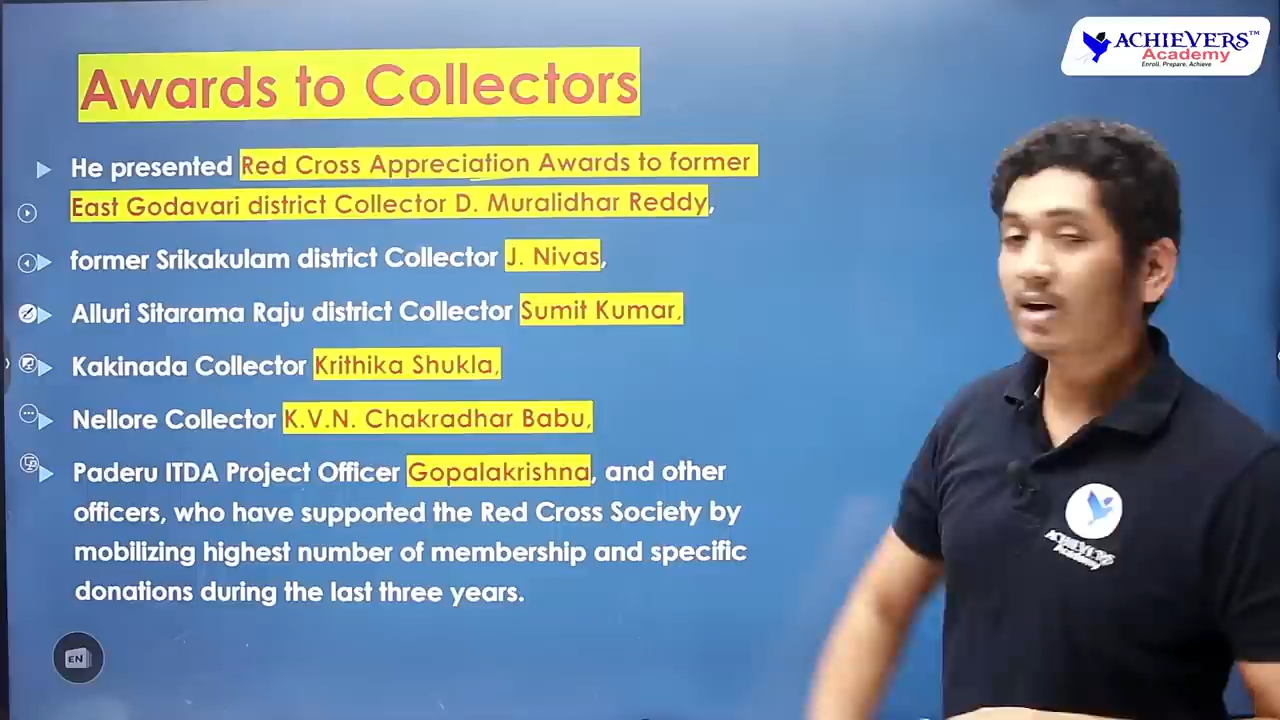 Awards to Collectors
ACHIEVERS™
Academy
Enroll. Prepare. Achieve
He presented Red Cross Appreciation Awards to former
East Godavari district Collector D. Muralidhar Reddy,
former Srikakulam district Collector J. Nivas,
Alluri Sitarama Raju district Collector Sumit Kumar,
Kakinada Collector Krithika Shukla,
Nellore Collector K.V.N. Chakradhar Babu,
Paderu ITDA Project Officer Gopalakrishna, and other
officers, who have supported the Red Cross Society by
mobilizing highest number of membership and specific
donations during the last three years.
EN
ACHIEVERS
Academy